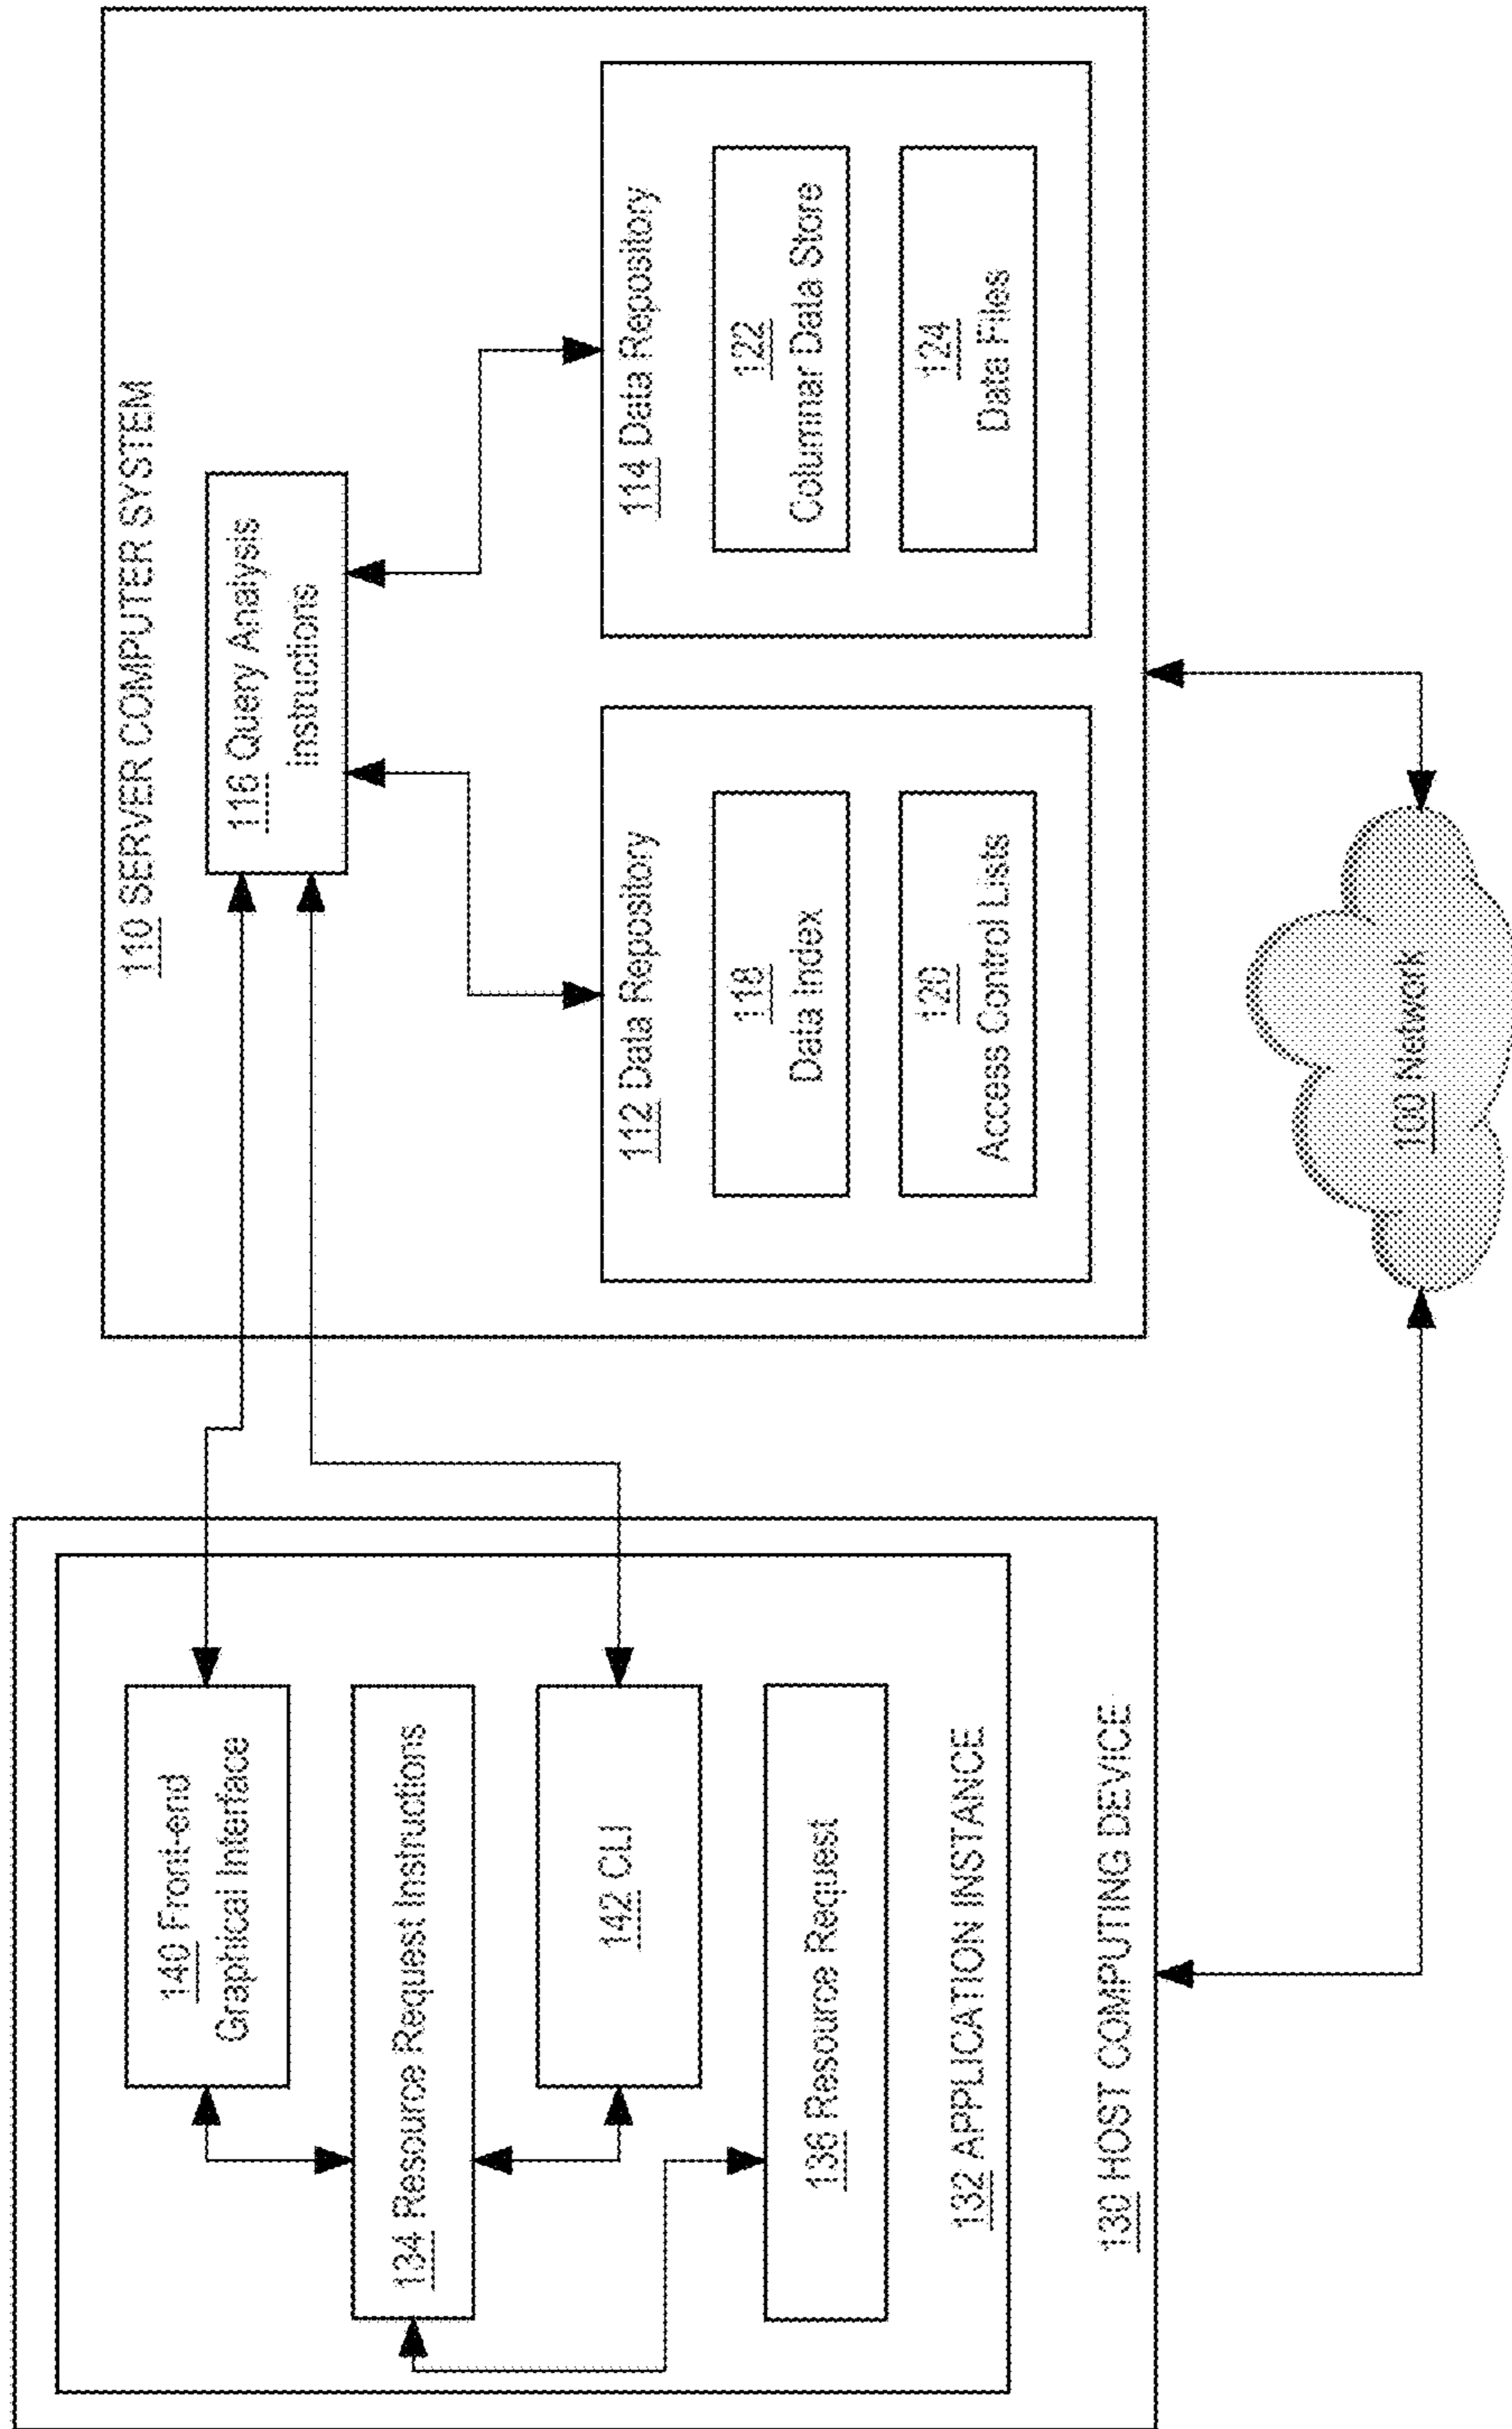 140 Front-end
Graphical Interface
134 Resource Request Instructions
142 CLI
136 Resource Request
132 APPLICATION INSTANCE
130 HOST COMPUTING DEVICE
110 SERVER COMPUTER SYSTEM
116 Query Analysis
instructions
112 Data Repository
118
Data Index
120
Access Control Lists
114 Data Repository
122
Columnar Data Store
124
Data Files
100 Network